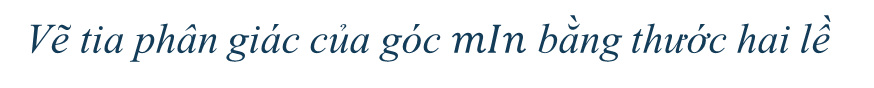 Vẽ tia phân giác của góc mIn bằng thước hai lề